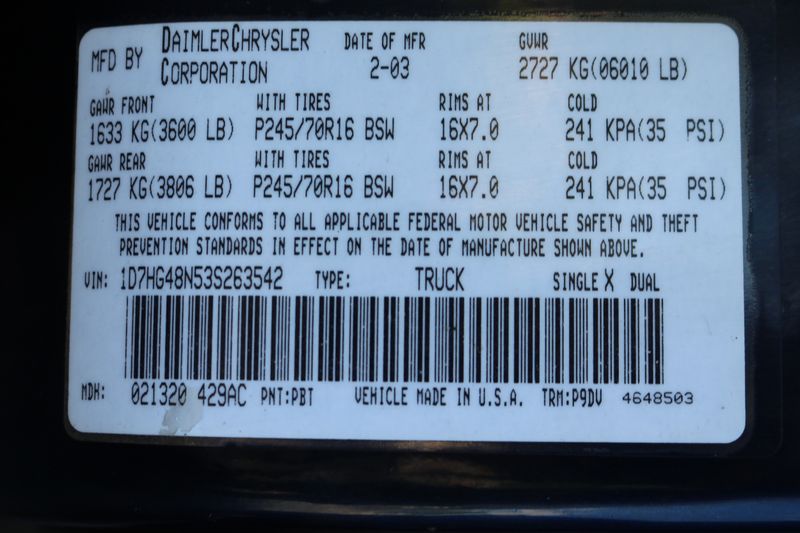 MFD BY DAIMLERCHRYSLER CORPORATION DATE OF MFR 2-03 GVWR 2727 KG(06010 LB)
GAWR FRONT WITH TIRES RIMS AT COLD
1633 KG(3600 LB) P245/70R16 BSW 16X7.0 241 KPA(35 PSI)
GAWR REAR WITH TIRES RIMS AT COLD
1727 KG(3806 LB) P245/70R16 BSW 16X7.0 241 KPA(35 PSI)
THIS VEHICLE CONFORMS TO ALL APPLICABLE FEDERAL MOTOR VEHICLE SAFETY AND THEFT
PREVENTION STANDARDS IN EFFECT ON THE DATE OF MANUFACTURE SHOWN ABOVE.
VIN: 1D7HG48N53S263542 TYPE: TRUCK SINGLE X DUAL
MDH: 021320 429AC PNT:PBT VEHICLE MADE IN U.S.A. TRM:P9DV 4648503